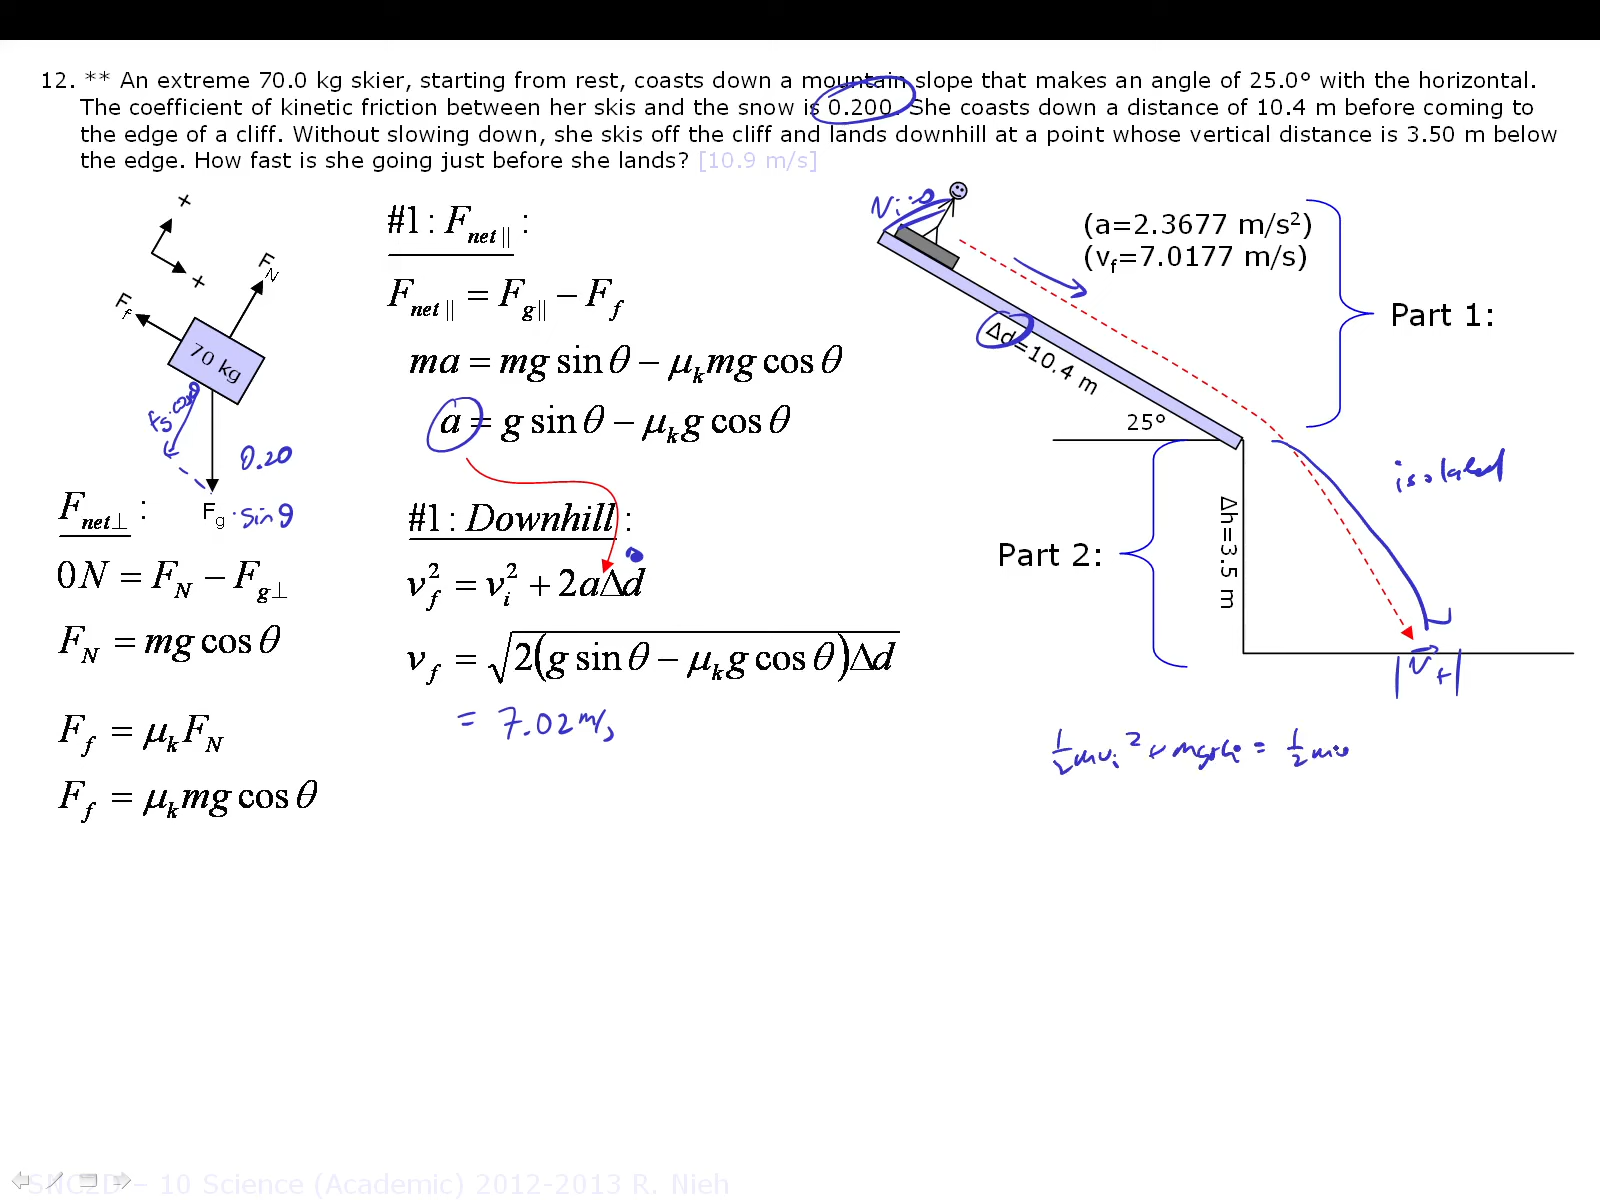 12. ** An extreme 70.0 kg skier, starting from rest, coasts down a mountain slope that makes an angle of 25.0° with the horizontal.
The coefficient of kinetic friction between her skis and the snow is 0.200. She coasts down a distance of 10.4 m before coming to
the edge of a cliff. Without slowing down, she skis off the cliff and lands downhill at a point whose vertical distance is 3.50 m below
the edge. How fast is she going just before she lands? [10.9 m/s]
+
+
F_N
F_f
70 kg
0.20
F_g · sin θ
F_net⊥ :
0N = F_N − F_g⊥
F_N = mg cos θ
F_f = μ_k F_N
F_f = μ_k mg cos θ
#1 : F_net|| :
F_net|| = F_g|| − F_f
ma = mg sin θ − μ_k mg cos θ
a = g sin θ − μ_k g cos θ
#1 : Downhill :
v_f² = v_i² + 2aΔd
v_f = √2(g sin θ − μ_k g cos θ)Δd
= 7.02 m/s
(a=2.3677 m/s²)
(v_f=7.0177 m/s)
Part 1:
Δd=10.4 m
25°
isolated
Part 2:
Δh=3.5 m
|v⃗_f|
SNC2D – 10 Science (Academic) 2012-2013 R. Nieh